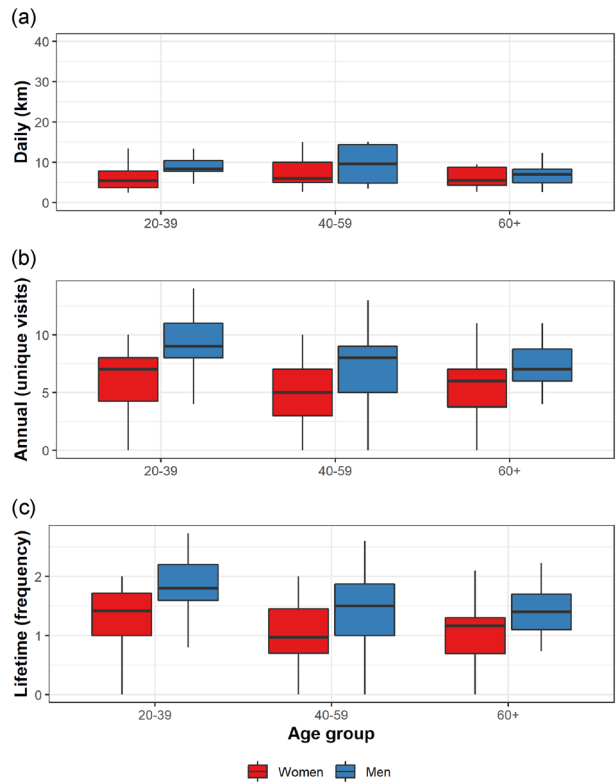 (a)
Daily (km)
40
30
20
10
0
20-39 40-59 60+
(b)
Annual (unique visits)
10
5
0
20-39 40-59 60+
(c)
Lifetime (frequency)
2
1
0
20-39 40-59 60+
Age group
Women Men